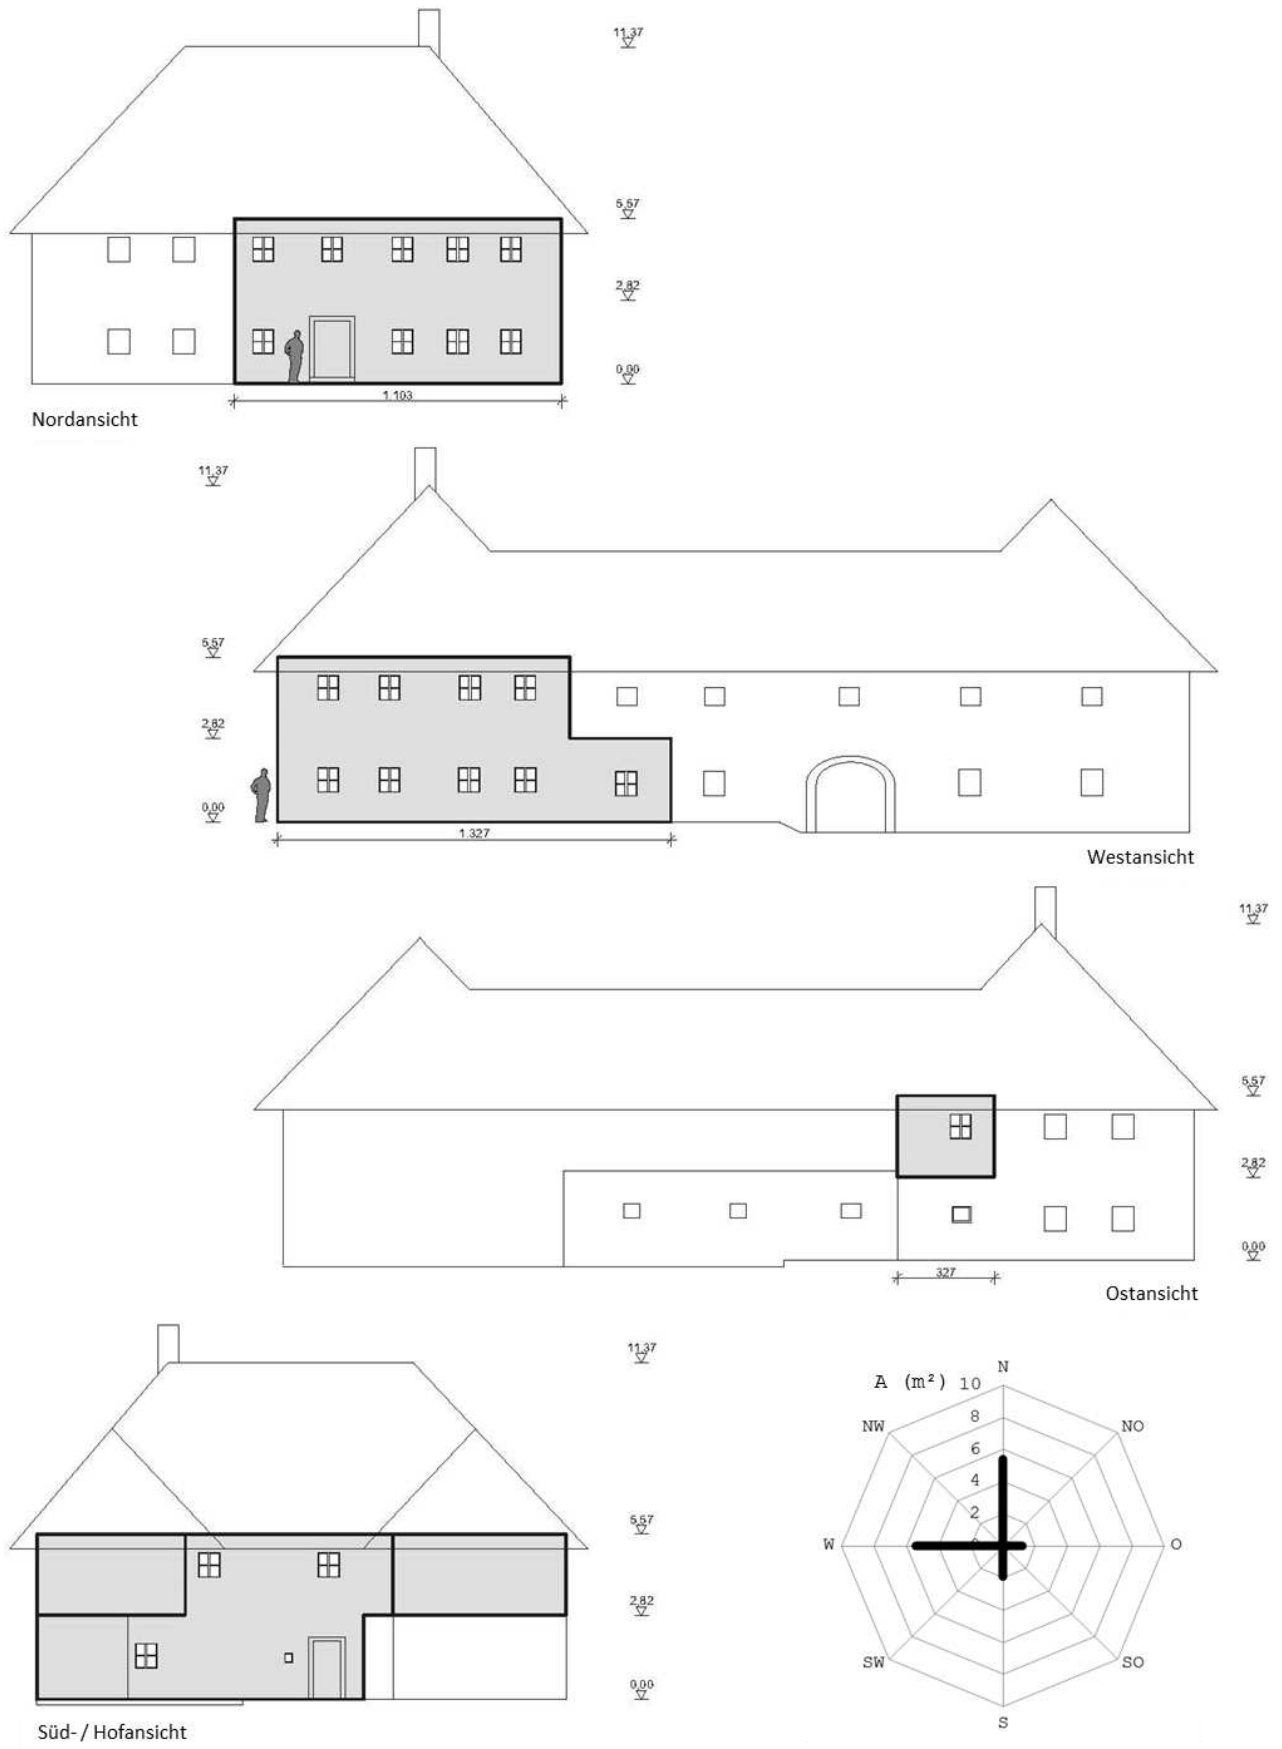 11,37
5,57
2,82
0,00
1.103
Nordansicht
11,37
5,57
2,82
0,00
1.327
Westansicht
11,37
5,57
2,82
0,00
327
Ostansicht
11,37
5,57
2,82
0,00
Süd- / Hofansicht
N
A (m²) 10
NW
NO
8
6
4
2
0
W
O
SW
SO
S